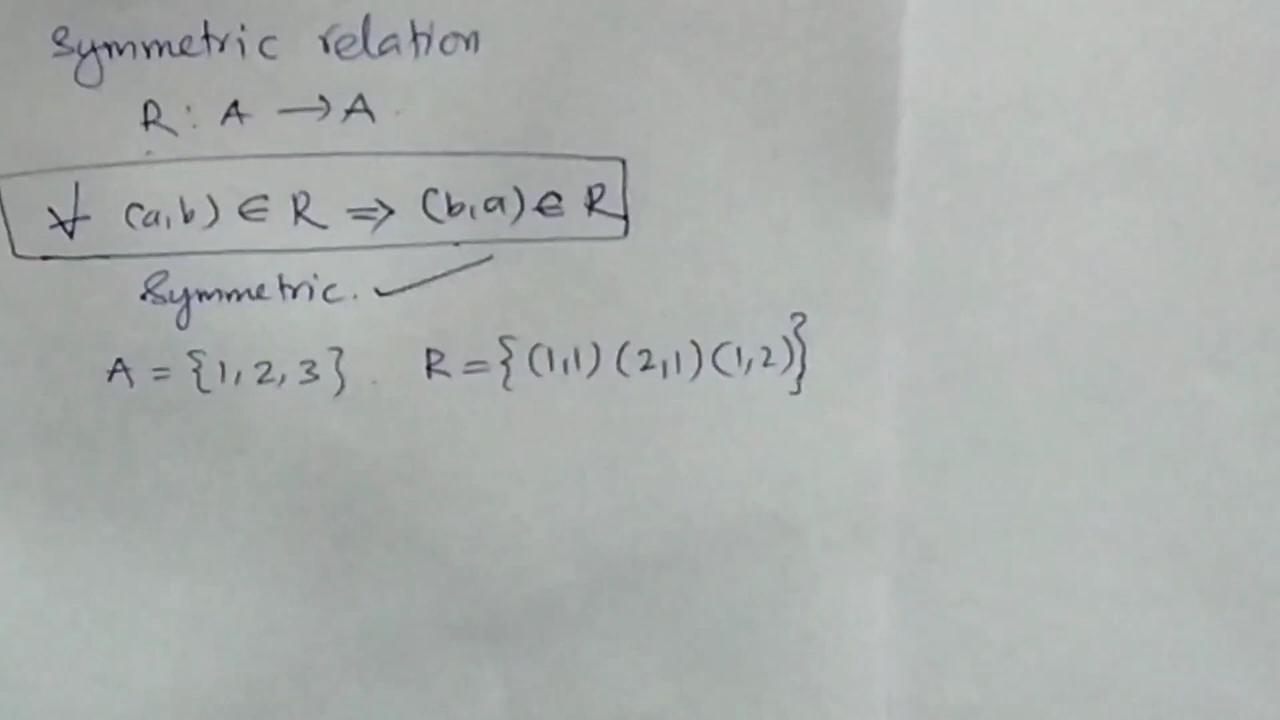 Symmetric relation
R : A → A
∀ (a,b) ∈ R ⇒ (b,a) ∈ R
Symmetric. ✓
A = {1, 2, 3} . R = {(1,1) (2,1) (1,2)}